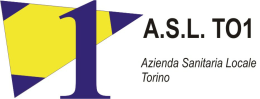 1
A.S.L. TO1
Azienda Sanitaria Locale
Torino